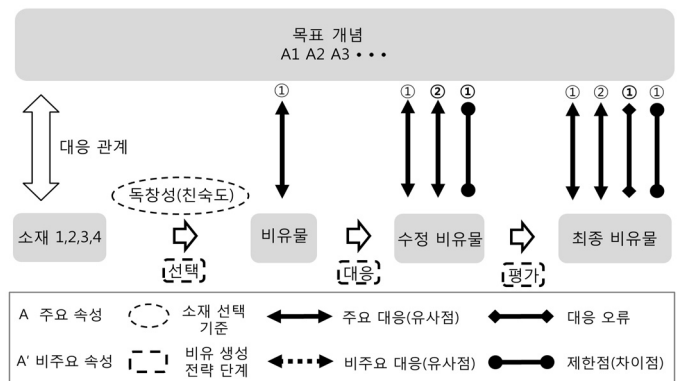 목표 개념
A1 A2 A3 • • •
① ① ② ① ① ② ① ①
대응 관계
독창성(친숙도)
소재 1,2,3,4 비유물 수정 비유물 최종 비유물
선택 대응 평가
A 주요 속성 소재 선택 기준 주요 대응(유사점) 대응 오류
A' 비주요 속성 비유 생성 전략 단계 비주요 대응(유사점) 제한점(차이점)